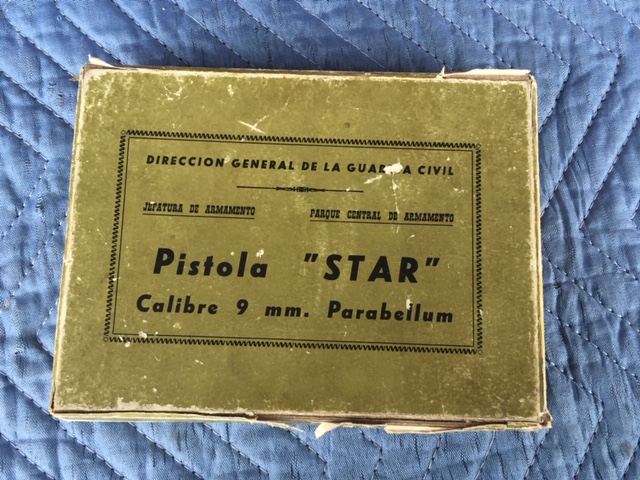 DIRECCION GENERAL DE LA GUARDIA CIVIL
JEFATURA DE ARMAMENTO PARQUE CENTRAL DE ARMAMENTO
Pistola "STAR"
Calibre 9 mm. Parabellum